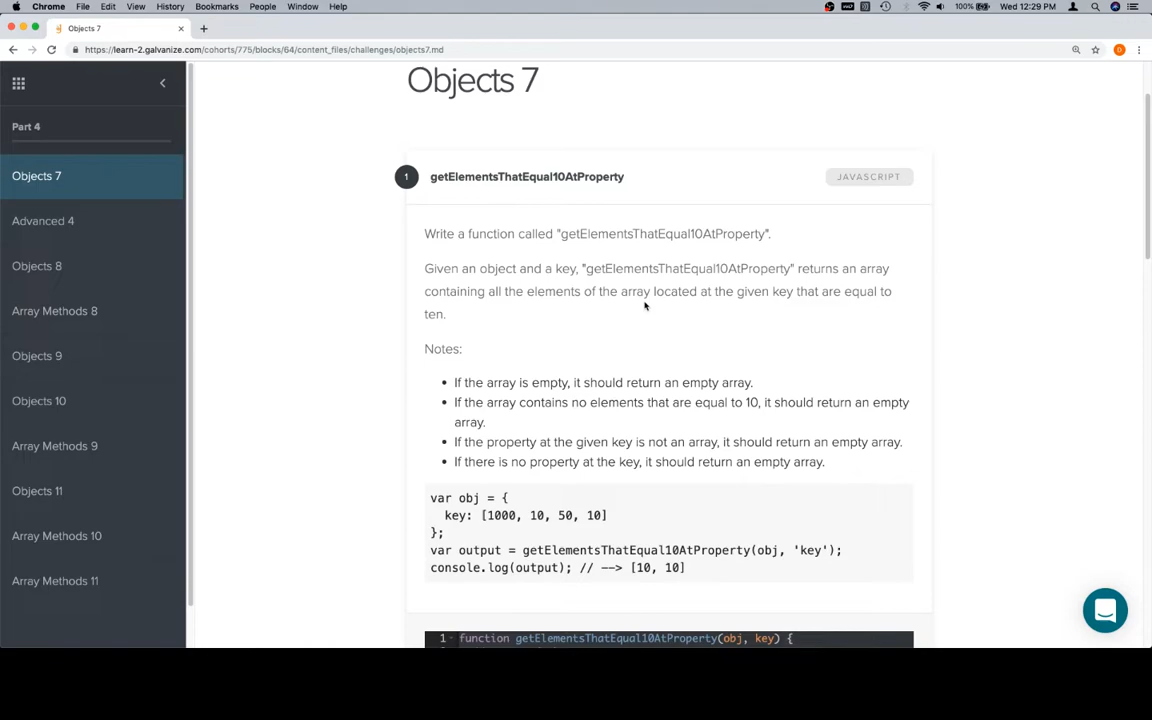 Chrome File Edit View History Bookmarks People Window Help 100% Wed 12:29 PM
Objects 7
https://learn-2.galvanize.com/cohorts/775/blocks/64/content_files/challenges/objects7.md
Part 4
Objects 7
Advanced 4
Objects 8
Array Methods 8
Objects 9
Objects 10
Array Methods 9
Objects 11
Array Methods 10
Array Methods 11
Objects 7
1 getElementsThatEqual10AtProperty JAVASCRIPT
Write a function called "getElementsThatEqual10AtProperty".
Given an object and a key, "getElementsThatEqual10AtProperty" returns an array
containing all the elements of the array located at the given key that are equal to
ten.
Notes:
• If the array is empty, it should return an empty array.
• If the array contains no elements that are equal to 10, it should return an empty
array.
• If the property at the given key is not an array, it should return an empty array.
• If there is no property at the key, it should return an empty array.
var obj = {
key: [1000, 10, 50, 10]
};
var output = getElementsThatEqual10AtProperty(obj, 'key');
console.log(output); // --> [10, 10]
1 function getElementsThatEqual10AtProperty(obj, key) {